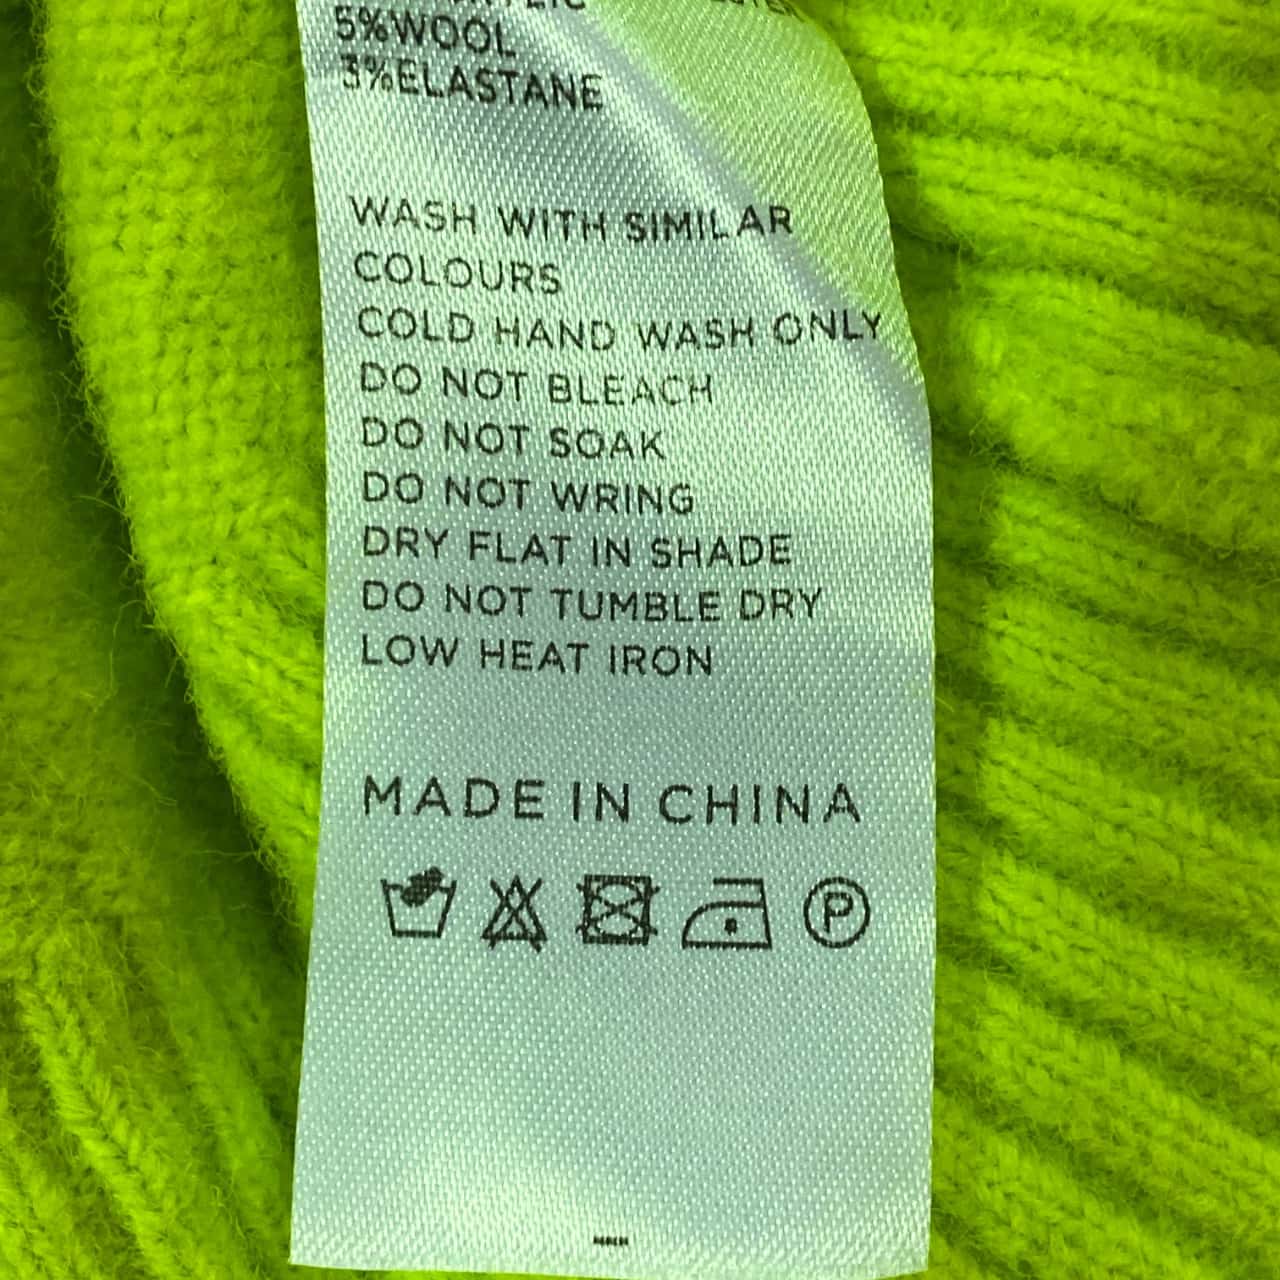 5%WOOL
3%ELASTANE
WASH WITH SIMILAR
COLOURS
COLD HAND WASH ONLY
DO NOT BLEACH
DO NOT SOAK
DO NOT WRING
DRY FLAT IN SHADE
DO NOT TUMBLE DRY
LOW HEAT IRON
MADE IN CHINA
P